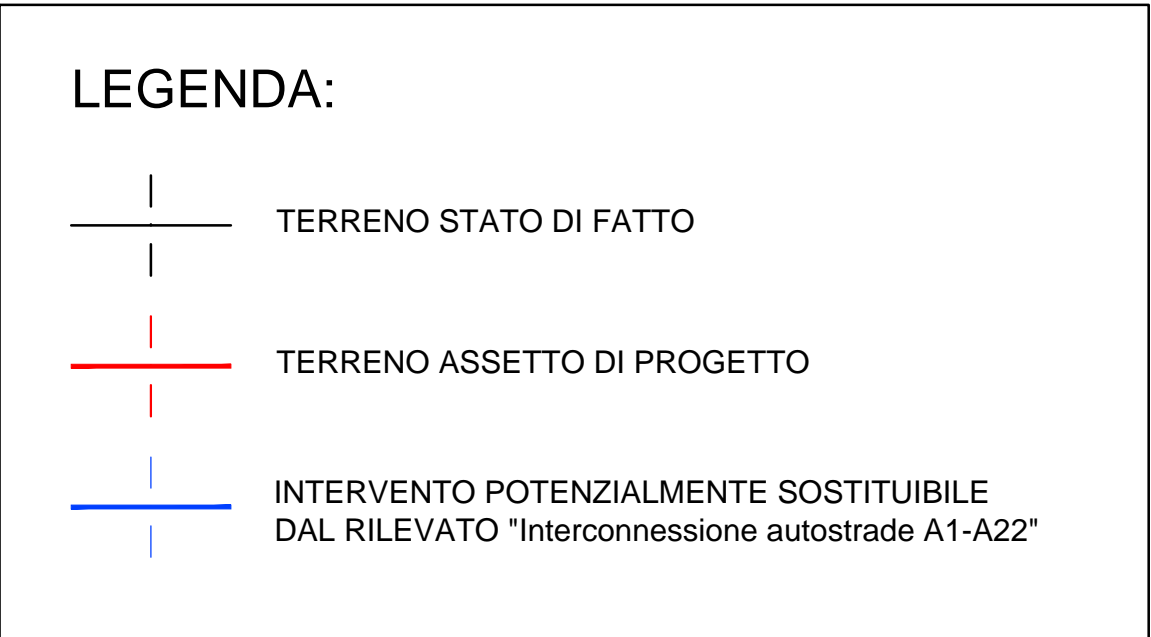 LEGENDA:
TERRENO STATO DI FATTO
TERRENO ASSETTO DI PROGETTO
INTERVENTO POTENZIALMENTE SOSTITUIBILE
DAL RILEVATO "Interconnessione autostrade A1-A22"